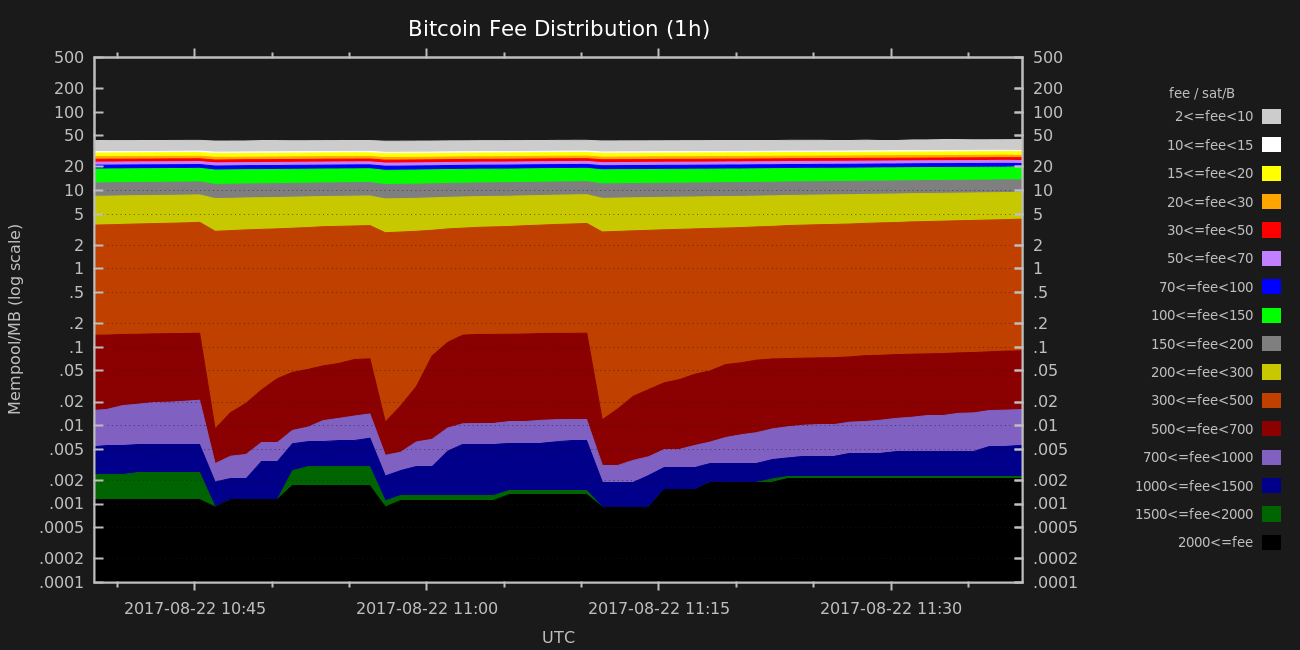 Bitcoin Fee Distribution (1h)
500
200
100
50
20
10
5
2
1
.5
.2
.1
.05
.02
.01
.005
.002
.001
.0005
.0002
.0001
Mempool/MB (log scale)
500
200
100
50
20
10
5
2
1
.5
.2
.1
.05
.02
.01
.005
.002
.001
.0005
.0002
.0001
2017-08-22 10:45 2017-08-22 11:00 2017-08-22 11:15 2017-08-22 11:30
UTC
fee / sat/B
2<=fee<10
10<=fee<15
15<=fee<20
20<=fee<30
30<=fee<50
50<=fee<70
70<=fee<100
100<=fee<150
150<=fee<200
200<=fee<300
300<=fee<500
500<=fee<700
700<=fee<1000
1000<=fee<1500
1500<=fee<2000
2000<=fee